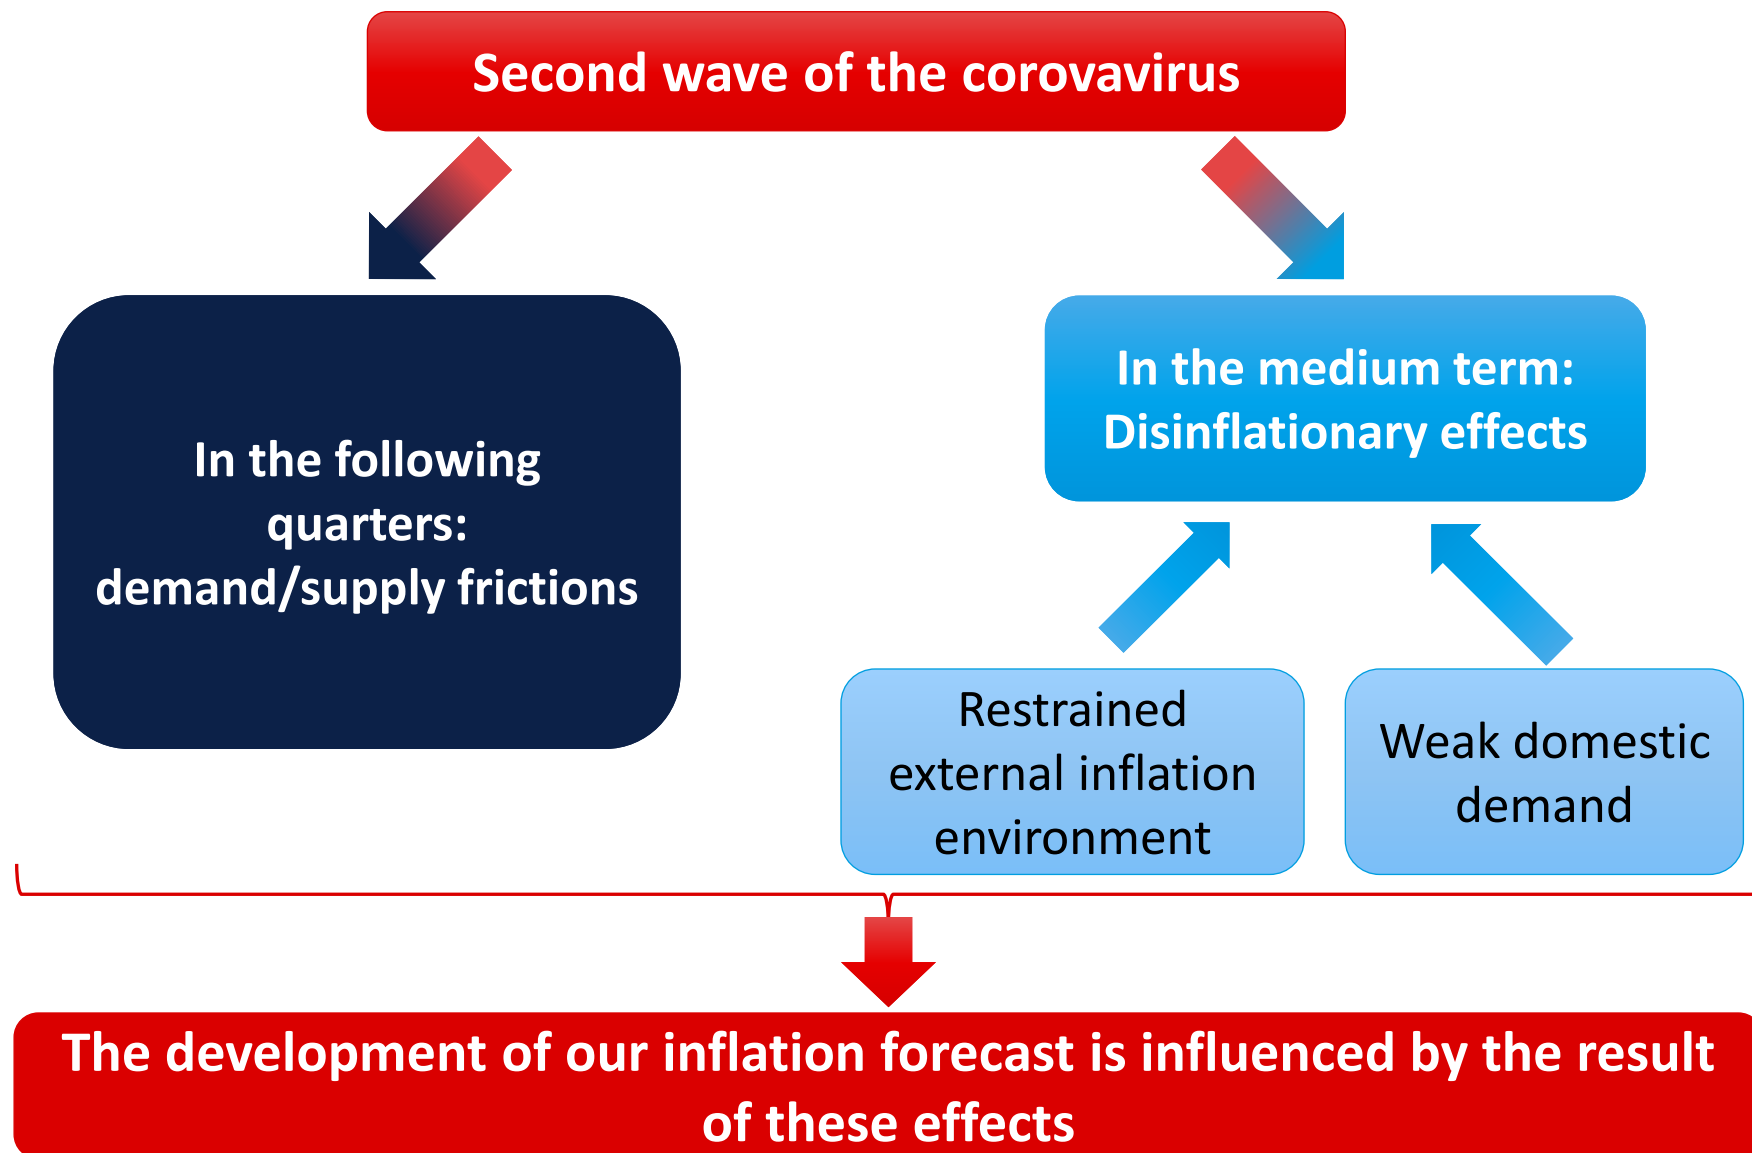 Second wave of the corovavirus
In the following
quarters:
demand/supply frictions
In the medium term:
Disinflationary effects
Restrained
external inflation
environment
Weak domestic
demand
The development of our inflation forecast is influenced by the result
of these effects